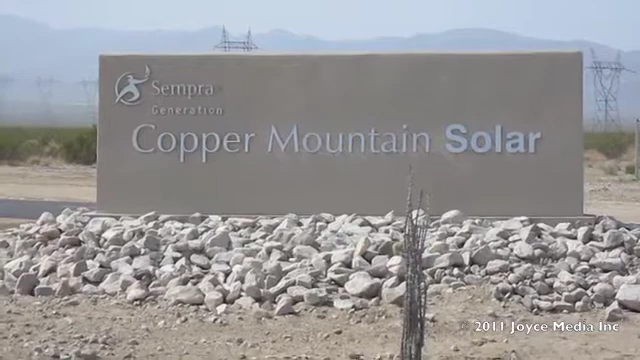 Sempra
Generation
Copper Mountain Solar
2011 Joyce Media Inc